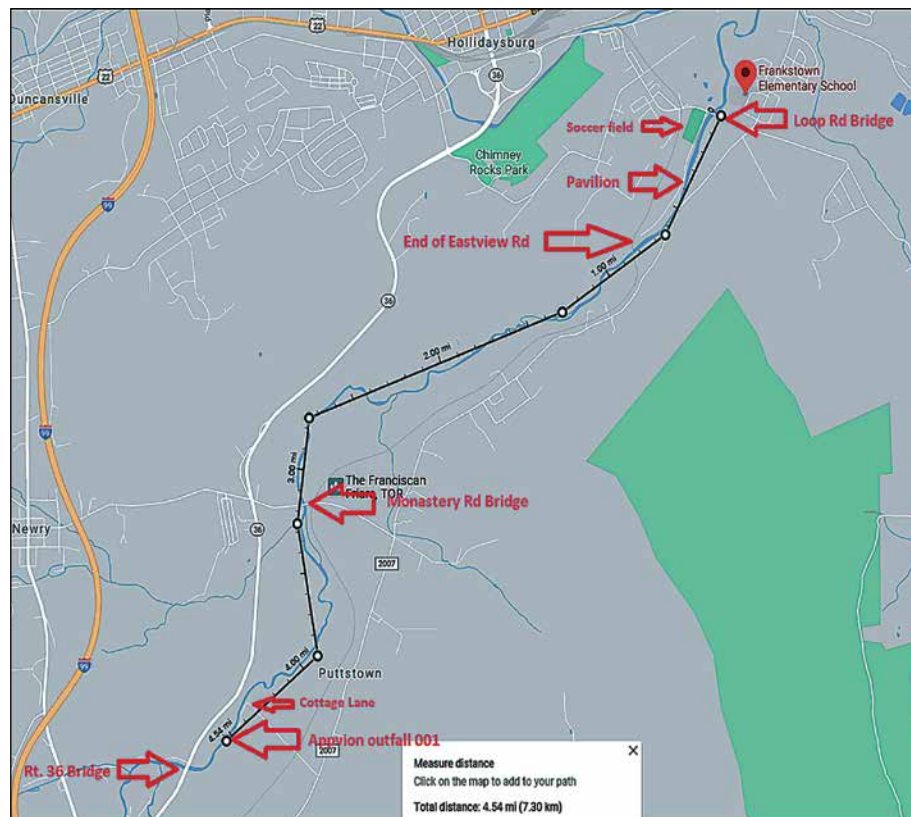 Hollidaysburg
22
22
22
36
Duncansville
Frankstown
Elementary School
Soccer field
Loop Rd Bridge
Chimney
Rocks Park
Pavilion
99
End of Eastview Rd
1.00 mi
36
2.00 mi
99
3.00 mi
The Franciscan
Friars, TOR
Monastery Rd Bridge
Newry
36
2007
4.00 mi
99
Puttstown
Cottage Lane
4.54 mi
Appvion outfall 001
2007
Rt. 36 Bridge
Measure distance
Click on the map to add to your path
Total distance: 4.54 mi (7.30 km)